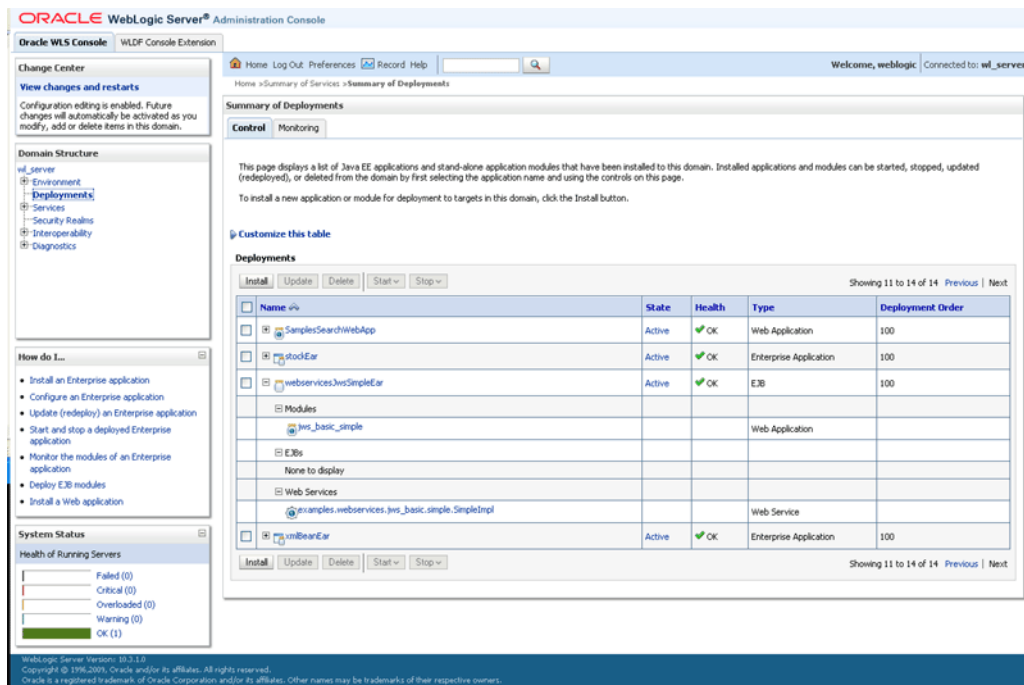 ORACLE WebLogic Server® Administration Console
Oracle WLS Console WLDF Console Extension
Change Center
View changes and restarts
Configuration editing is enabled. Future
changes will automatically be activated as you
modify, add or delete items in this domain.
Domain Structure
wl_server
Environment
Deployments
Services
Security Realms
Interoperability
Diagnostics
How do I...
Install an Enterprise application
Configure an Enterprise application
Update (redeploy) an Enterprise application
Start and stop a deployed Enterprise
application
Monitor the modules of an Enterprise
application
Deploy EJB modules
Install a Web application
System Status
Health of Running Servers
Failed (0)
Critical (0)
Overloaded (0)
Warning (0)
OK (1)
Home Log Out Preferences Record Help
Welcome, weblogic Connected to: wl_server
Home >Summary of Services >Summary of Deployments
Summary of Deployments
Control Monitoring
This page displays a list of Java EE applications and stand-alone application modules that have been installed to this domain. Installed applications and modules can be started, stopped, updated
(redeployed), or deleted from the domain by first selecting the application name and using the controls on this page.
To install a new application or module for deployment to targets in this domain, click the Install button.
Customize this table
Deployments
Install Update Delete Start Stop Showing 11 to 14 of 14 Previous | Next
Name State Health Type Deployment Order
SamplesSearchWebApp Active OK Web Application 100
stockEar Active OK Enterprise Application 100
webservicesJwsSimpleEar Active OK EJB 100
Modules
jws_basic_simple Web Application
EJBs
None to display
Web Services
examples.webservices.jws_basic.simple.SimpleImpl Web Service
xmlBeanEar Active OK Enterprise Application 100
Install Update Delete Start Stop Showing 11 to 14 of 14 Previous | Next
WebLogic Server Version: 10.3.1.0
Copyright © 1996,2009, Oracle and/or its affiliates. All rights reserved.
Oracle is a registered trademark of Oracle Corporation and/or its affiliates. Other names may be trademarks of their respective owners.